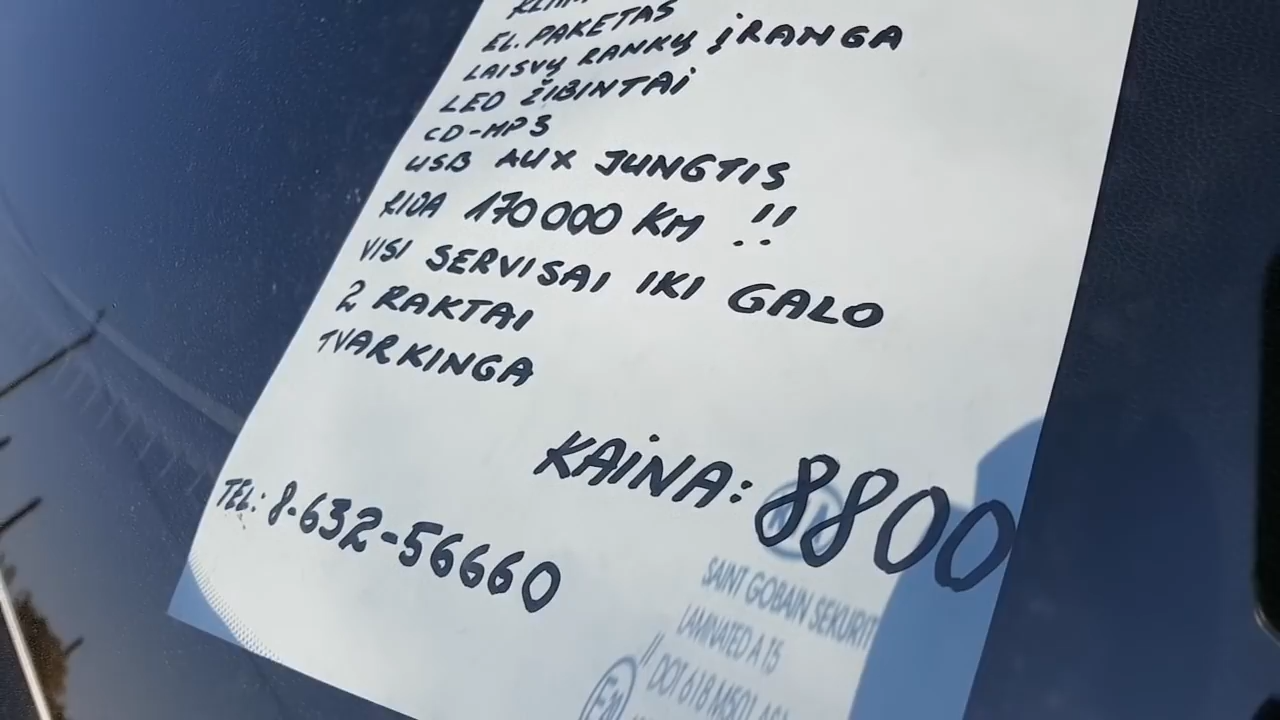 EL. PAKETAS
LAISVŲ RANKŲ ĮRANGA
LED ŽIBINTAI
CD-MP3
USB AUX JUNGTIS
RIDA 170000 KM !!
VISI SERVISAI IKI GALO
2 RAKTAI
TVARKINGA
KAINA: 8800
TEL: 8-632-56660
SAINT GOBAIN SEKURIT
LAMINATED A 15
// DOT 618 M501 AS1